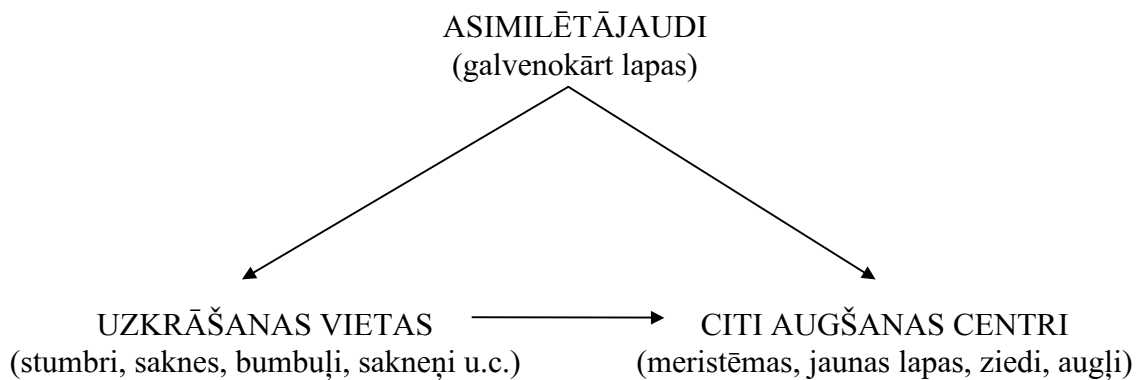 ASIMILĒTĀJAUDI
(galvenokārt lapas)
UZKRĀŠANAS VIETAS
(stumbri, saknes, bumbuļi, sakneņi u.c.)
CITI AUGŠANAS CENTRI
(meristēmas, jaunas lapas, ziedi, augļi)